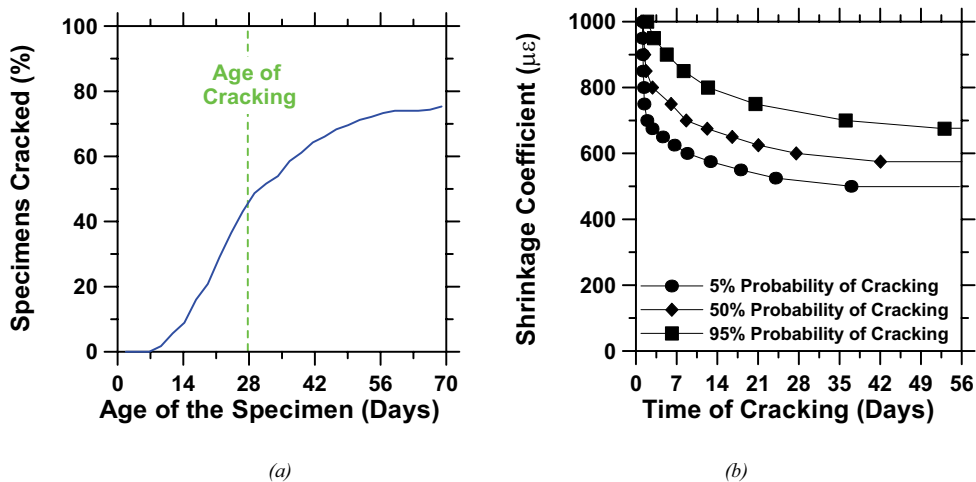 Specimens Cracked (%)
100
80
60
40
20
0
Age of
Cracking
0 14 28 42 56 70
Age of the Specimen (Days)
(a)
Shrinkage Coefficient (με)
1000
800
600
400
200
0
5% Probability of Cracking
50% Probability of Cracking
95% Probability of Cracking
0 7 14 21 28 35 42 49 56
Time of Cracking (Days)
(b)